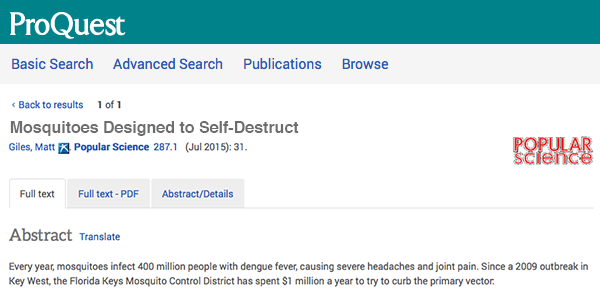 ProQuest
Basic Search Advanced Search Publications Browse
‹ Back to results 1 of 1
Mosquitoes Designed to Self-Destruct
Giles, Matt Popular Science 287.1 (Jul 2015): 31.
POPULAR
science
Full text Full text - PDF Abstract/Details
Abstract Translate
Every year, mosquitoes infect 400 million people with dengue fever, causing severe headaches and joint pain. Since a 2009 outbreak in
Key West, the Florida Keys Mosquito Control District has spent $1 million a year to try to curb the primary vector: